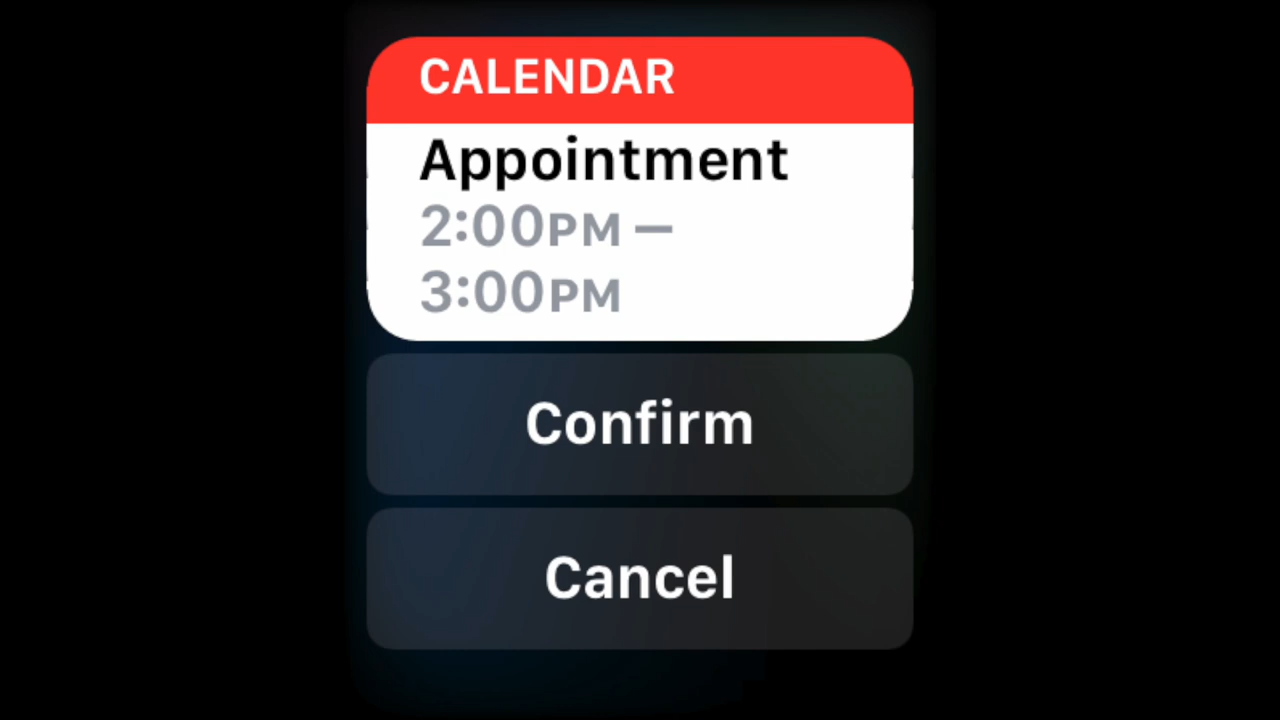 CALENDAR
Appointment
2:00PM –
3:00PM
Confirm
Cancel